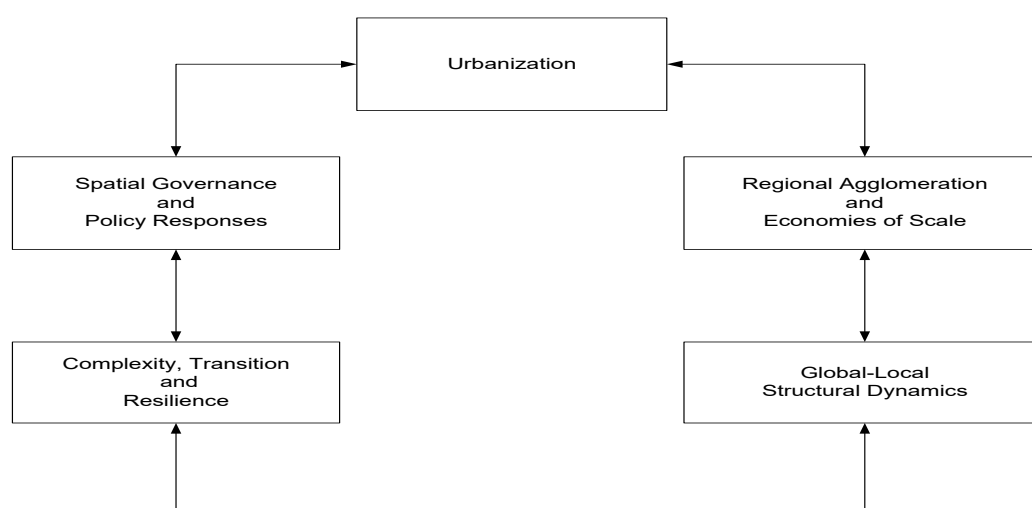 Urbanization
Spatial Governance
and
Policy Responses
Regional Agglomeration
and
Economies of Scale
Complexity, Transition
and
Resilience
Global-Local
Structural Dynamics